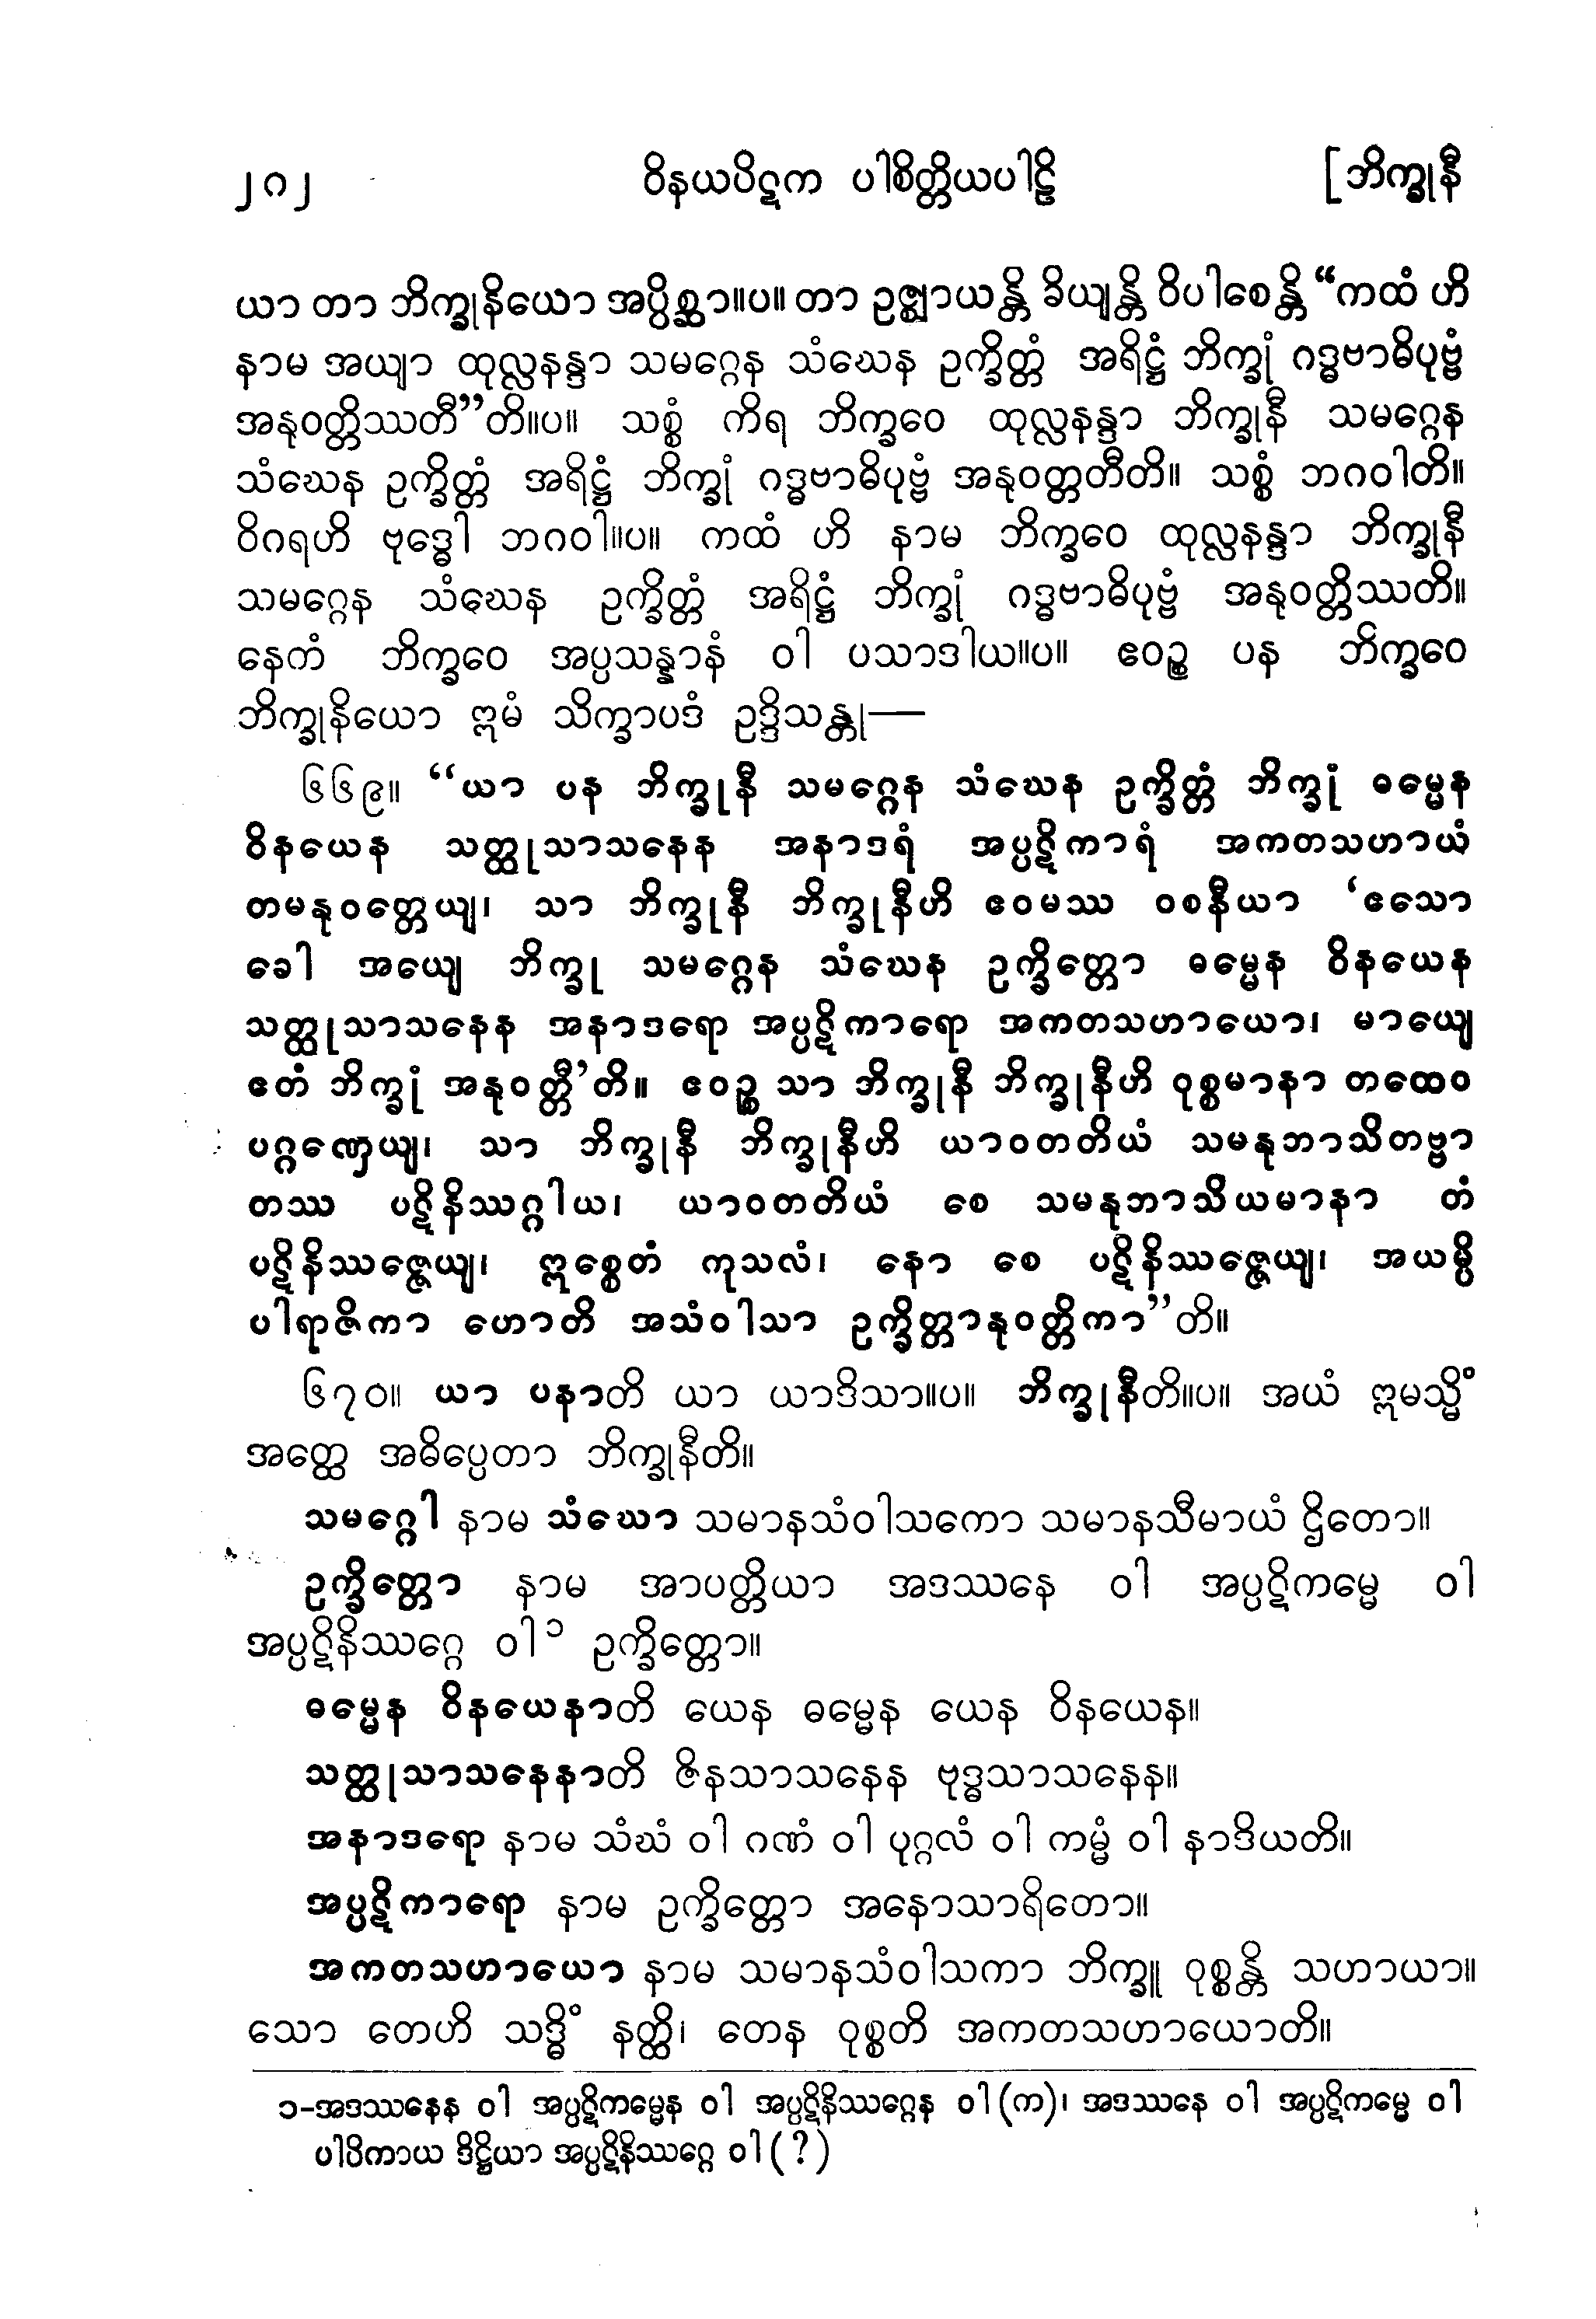 ၂၈၂ ဝိနယပိဋက ပါစိတ္တိယပါဠိ [ဘိက္ခုနီ
ယာ တာ ဘိက္ခုနိယော အပ္ပိစ္ဆာ။ပ။ တာ ဥဇ္ဈာယန္တိ ခိယျန္တိ ဝိပါစေန္တိ “ကထံ ဟိ
နာမ အယျာ ထုလ္လနန္ဒာ သမဂ္ဂေန သံဃေန ဥက္ခိတ္တံ အရိဋ္ဌံ ဘိက္ခုံ ဂဒ္ဓဗာဓိပုဗ္ဗံ
အနုဝတ္တိဿတီ”တိ။ပ။ သစ္စံ ကိရ ဘိက္ခဝေ ထုလ္လနန္ဒာ ဘိက္ခုနီ သမဂ္ဂေန
သံဃေန ဥက္ခိတ္တံ အရိဋ္ဌံ ဘိက္ခုံ ဂဒ္ဓဗာဓိပုဗ္ဗံ အနုဝတ္တတီတိ။ သစ္စံ ဘဂဝါတိ။
ဝိဂရဟိ ဗုဒ္ဓေါ ဘဂဝါ။ပ။ ကထံ ဟိ နာမ ဘိက္ခဝေ ထုလ္လနန္ဒာ ဘိက္ခုနီ
သမဂ္ဂေန သံဃေန ဥက္ခိတ္တံ အရိဋ္ဌံ ဘိက္ခုံ ဂဒ္ဓဗာဓိပုဗ္ဗံ အနုဝတ္တိဿတိ။
နေကံ ဘိက္ခဝေ အပ္ပသန္နာနံ ဝါ ပသာဒါယ။ပ။ ဧဝဉ္စ ပန ဘိက္ခဝေ
ဘိက္ခုနိယော ဣမံ သိက္ခာပဒံ ဥဒ္ဒိသန္တု—
၆၆၉။ “ယာ ပန ဘိက္ခုနီ သမဂ္ဂေန သံဃေန ဥက္ခိတ္တံ ဘိက္ခုံ ဓမ္မေန
ဝိနယေန သတ္ထုသာသနေန အနာဒရံ အပ္ပဋိကာရံ အကတသဟာယံ
တမနုဝတ္တေယျ၊ သာ ဘိက္ခုနီ ဘိက္ခုနီဟိ ဧဝမဿ ဝစနီယာ ‘ဧသော
ခေါ အယျေ ဘိက္ခု သမဂ္ဂေန သံဃေန ဥက္ခိတ္တော ဓမ္မေန ဝိနယေန
သတ္ထုသာသနေန အနာဒရော အပ္ပဋိကာရော အကတသဟာယော၊ မာယျေ
ဧတံ ဘိက္ခုံ အနုဝတ္တီ’တိ။ ဧဝဉ္စ သာ ဘိက္ခုနီ ဘိက္ခုနီဟိ ဝုစ္စမာနာ တထေဝ
ပဂ္ဂဏှေယျ၊ သာ ဘိက္ခုနီ ဘိက္ခုနီဟိ ယာဝတတိယံ သမနုဘာသိတဗ္ဗာ
တဿ ပဋိနိဿဂ္ဂါယ၊ ယာဝတတိယံ စေ သမနုဘာသိယမာနာ တံ
ပဋိနိဿဇ္ဇေယျ၊ ဣစ္စေတံ ကုသလံ၊ နော စေ ပဋိနိဿဇ္ဇေယျ၊ အယမ္ပိ
ပါရာဇိကာ ဟောတိ အသံဝါသာ ဥက္ခိတ္တာနုဝတ္တိကာ”တိ။
၆၇၀။ ယာ ပနာတိ ယာ ယာဒိသာ။ပ။ ဘိက္ခုနီတိ။ပ။ အယံ ဣမသ္မိံ
အတ္ထေ အဓိပ္ပေတာ ဘိက္ခုနီတိ။
သမဂ္ဂေါ နာမ သံဃော သမာနသံဝါသကော သမာနသီမာယံ ဌိတော။
ဥက္ခိတ္တော နာမ အာပတ္တိယာ အဒဿနေ ဝါ အပ္ပဋိကမ္မေ ဝါ
အပ္ပဋိနိဿဂ္ဂေ ဝါ၁ ဥက္ခိတ္တော။
ဓမ္မေန ဝိနယေနာတိ ယေန ဓမ္မေန ယေန ဝိနယေန။
သတ္ထုသာသနေနာတိ ဇိနသာသနေန ဗုဒ္ဓသာသနေန။
အနာဒရော နာမ သံဃံ ဝါ ဂဏံ ဝါ ပုဂ္ဂလံ ဝါ ကမ္မံ ဝါ နာဒိယတိ။
အပ္ပဋိကာရော နာမ ဥက္ခိတ္တော အနောသာရိတော။
အကတသဟာယော နာမ သမာနသံဝါသကာ ဘိက္ခူ ဝုစ္စန္တိ သဟာယာ။
သော တေဟိ သဒ္ဓိံ နတ္ထိ၊ တေန ဝုစ္စတိ အကတသဟာယောတိ။
၁-အဒဿနေန ဝါ အပ္ပဋိကမ္မေန ဝါ အပ္ပဋိနိဿဂ္ဂေန ဝါ (က)၊ အဒဿနေ ဝါ အပ္ပဋိကမ္မေ ဝါ
ပါပိကာယ ဒိဋ္ဌိယာ အပ္ပဋိနိဿဂ္ဂေ ဝါ (?)